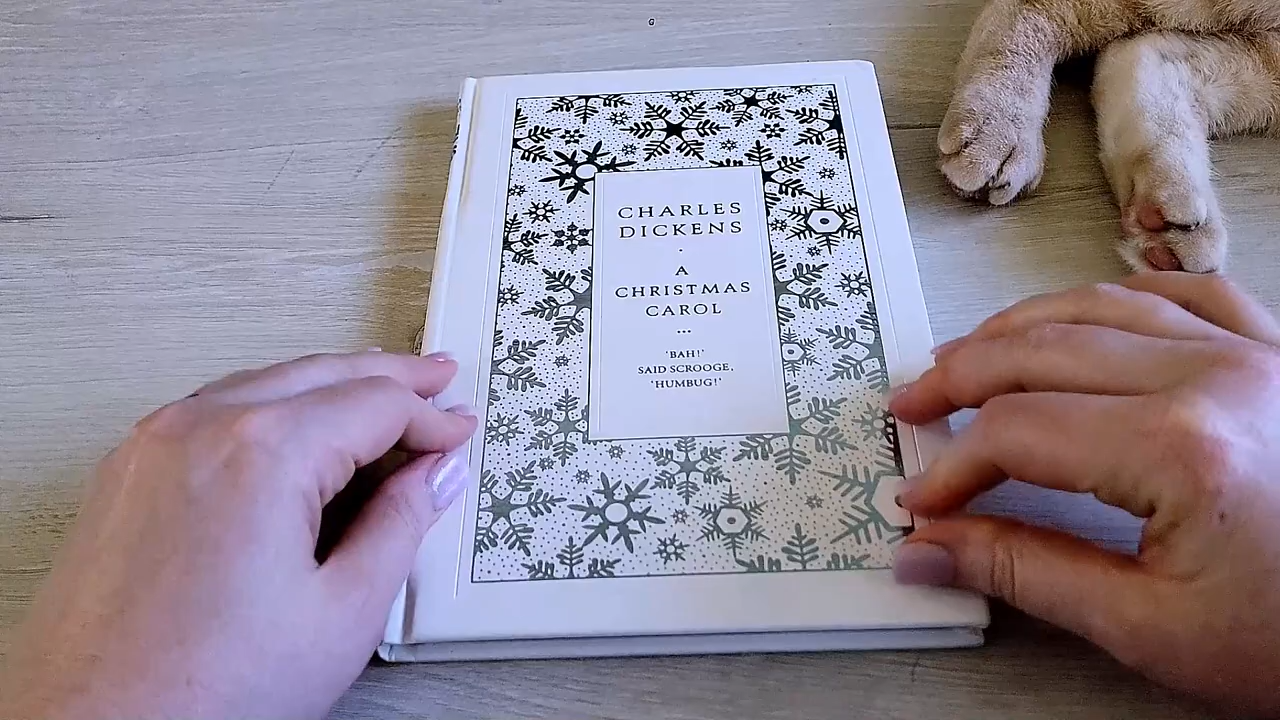 CHARLES
DICKENS
A
CHRISTMAS
CAROL
'BAH!'
SAID SCROOGE,
'HUMBUG!'